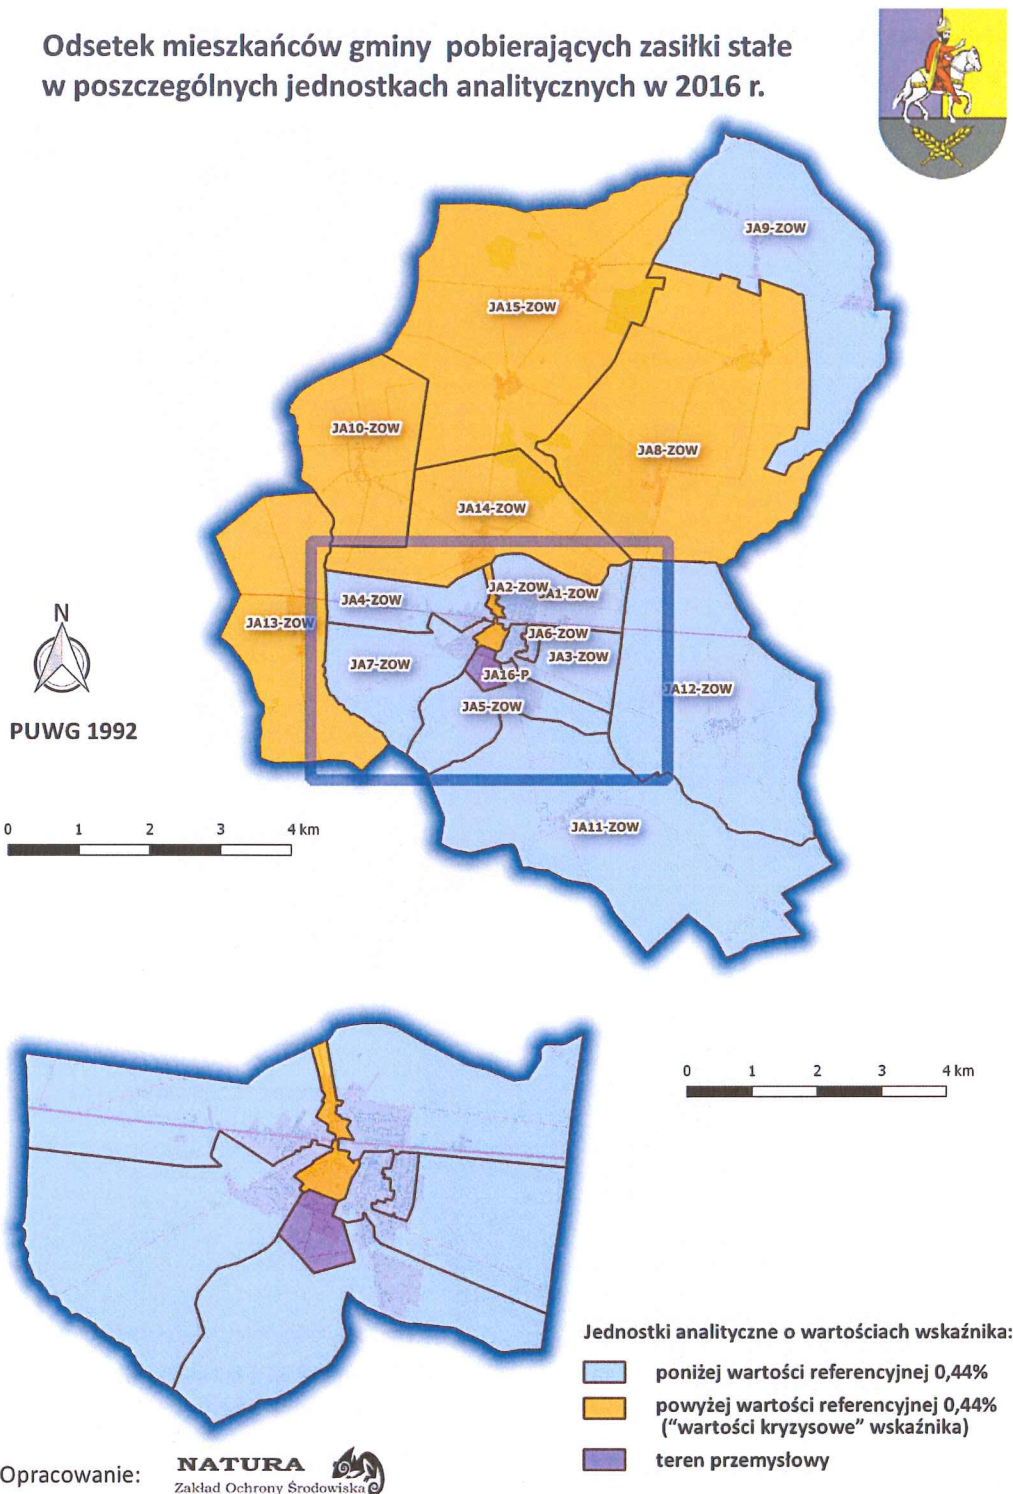 Odsetek mieszkańców gminy pobierających zasiłki stałe
w poszczególnych jednostkach analitycznych w 2016 r.
JA9-ZOW
JA15-ZOW
JA10-ZOW
JA8-ZOW
JA14-ZOW
JA2-ZOW
JA1-ZOW
JA4-ZOW
JA13-ZOW
JA6-ZOW
JA3-ZOW
JA7-ZOW
JA16-P
JA12-ZOW
JA5-ZOW
JA11-ZOW
N
PUWG 1992
0 1 2 3 4 km
0 1 2 3 4 km
Jednostki analityczne o wartościach wskaźnika:
poniżej wartości referencyjnej 0,44%
powyżej wartości referencyjnej 0,44%
("wartości kryzysowe" wskaźnika)
teren przemysłowy
Opracowanie:
NATURA
Zakład Ochrony Środowiska